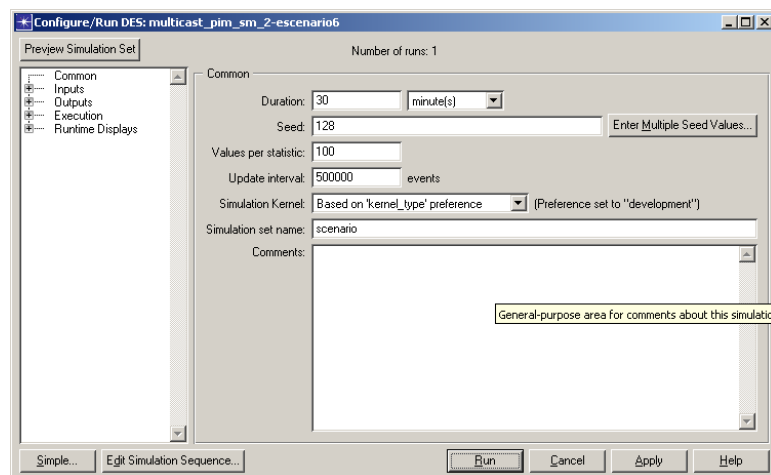 Configure/Run DES: multicast_pim_sm_2-escenario6
Preview Simulation Set
Number of runs: 1
Common
Inputs
Outputs
Execution
Runtime Displays
Common
Duration: 30 minute(s)
Seed: 128 Enter Multiple Seed Values...
Values per statistic: 100
Update interval: 500000 events
Simulation Kernel: Based on 'kernel_type' preference (Preference set to "development")
Simulation set name: scenario
Comments:
General-purpose area for comments about this simulatio
Simple... Edit Simulation Sequence... Run Cancel Apply Help